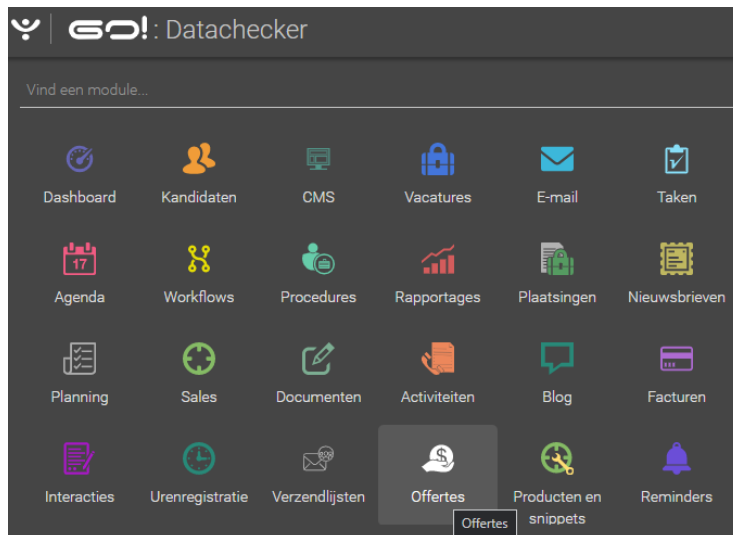 GO! : Datachecker
Vind een module...
Dashboard Kandidaten CMS Vacatures E-mail Taken
17
Agenda Workflows Procedures Rapportages Plaatsingen Nieuwsbrieven
Planning Sales Documenten Activiteiten Blog Facturen
$
Interacties Urenregistratie Verzendlijsten Offertes Producten en snippets Reminders
Offertes